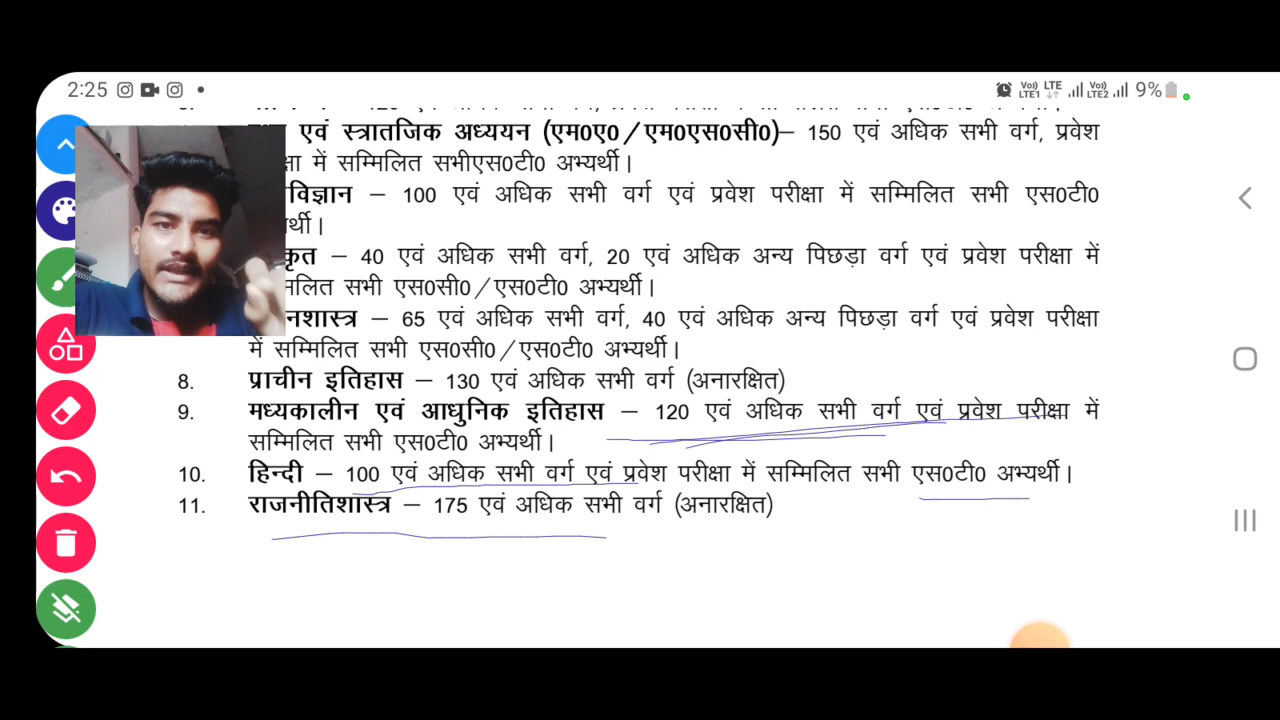 2:25 9%
एवं स्त्रातजिक अध्ययन (एम0ए0/एम0एस0सी0)– 150 एवं अधिक सभी वर्ग, प्रवेश
में सम्मिलित सभीएस0टी0 अभ्यर्थी।
विज्ञान – 100 एवं अधिक सभी वर्ग एवं प्रवेश परीक्षा में सम्मिलित सभी एस0टी0
– 40 एवं अधिक सभी वर्ग, 20 एवं अधिक अन्य पिछड़ा वर्ग एवं प्रवेश परीक्षा में
सभी एस0सी0/एस0टी0 अभ्यर्थी।
– 65 एवं अधिक सभी वर्ग, 40 एवं अधिक अन्य पिछड़ा वर्ग एवं प्रवेश परीक्षा
में सम्मिलित सभी एस0सी0/एस0टी0 अभ्यर्थी।
8. प्राचीन इतिहास – 130 एवं अधिक सभी वर्ग (अनारक्षित)
9. मध्यकालीन एवं आधुनिक इतिहास – 120 एवं अधिक सभी वर्ग एवं प्रवेश परीक्षा में
सम्मिलित सभी एस0टी0 अभ्यर्थी।
10. हिन्दी – 100 एवं अधिक सभी वर्ग एवं प्रवेश परीक्षा में सम्मिलित सभी एस0टी0 अभ्यर्थी।
11. राजनीतिशास्त्र – 175 एवं अधिक सभी वर्ग (अनारक्षित)